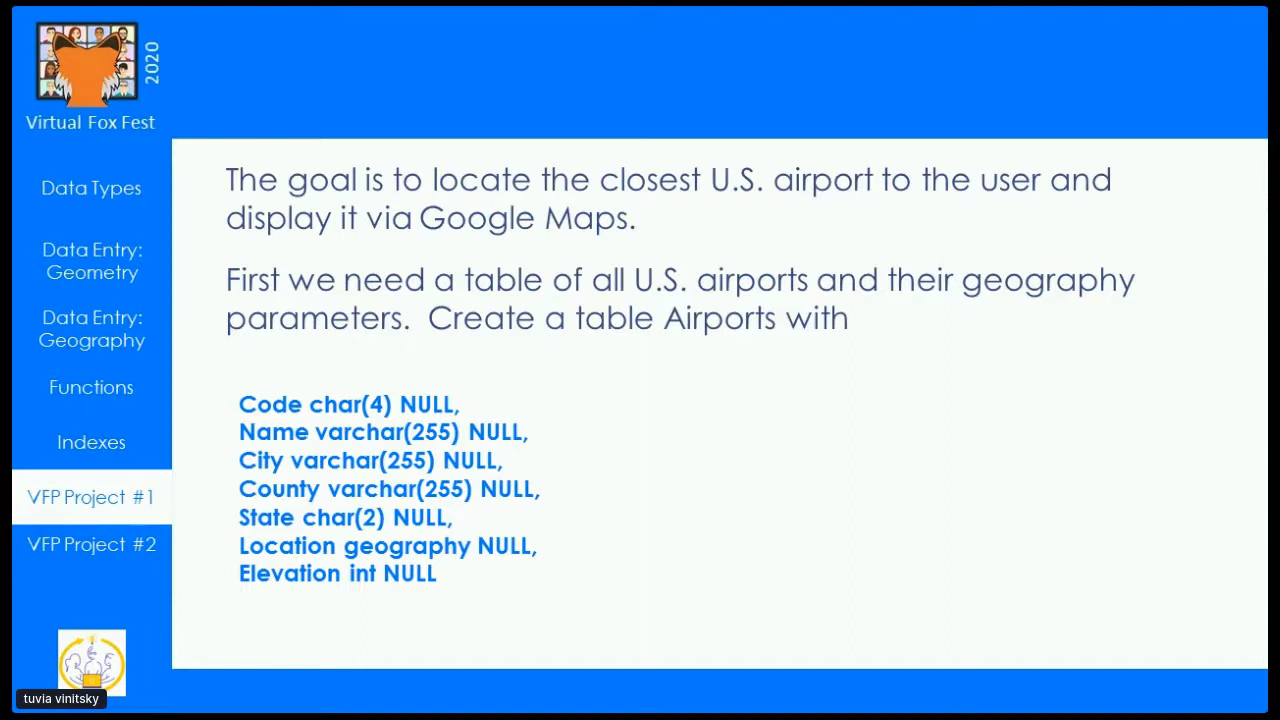 2020
Virtual Fox Fest
Data Types
Data Entry:
Geometry
Data Entry:
Geography
Functions
Indexes
VFP Project #1
VFP Project #2
The goal is to locate the closest U.S. airport to the user and
display it via Google Maps.
First we need a table of all U.S. airports and their geography
parameters.  Create a table Airports with
Code char(4) NULL,
Name varchar(255) NULL,
City varchar(255) NULL,
County varchar(255) NULL,
State char(2) NULL,
Location geography NULL,
Elevation int NULL
tuvia vinitsky